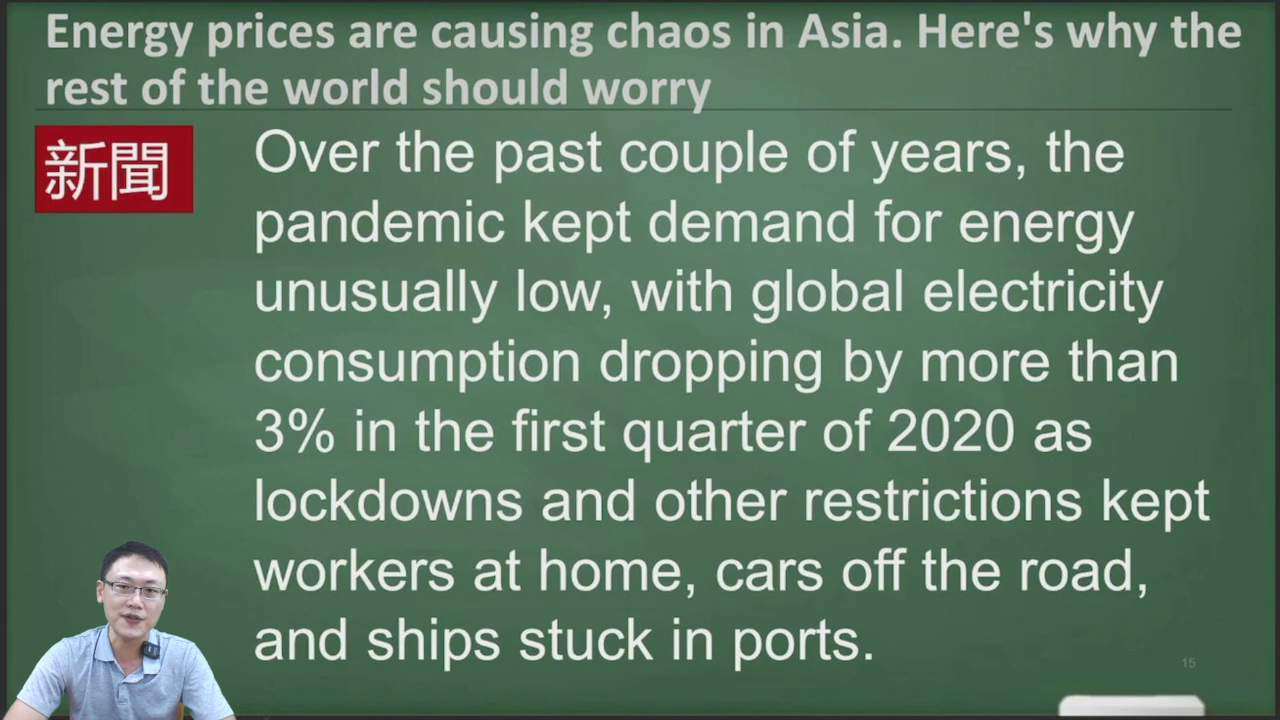 Energy prices are causing chaos in Asia. Here's why the
rest of the world should worry
新聞
Over the past couple of years, the
pandemic kept demand for energy
unusually low, with global electricity
consumption dropping by more than
3% in the first quarter of 2020 as
lockdowns and other restrictions kept
workers at home, cars off the road,
and ships stuck in ports.
15